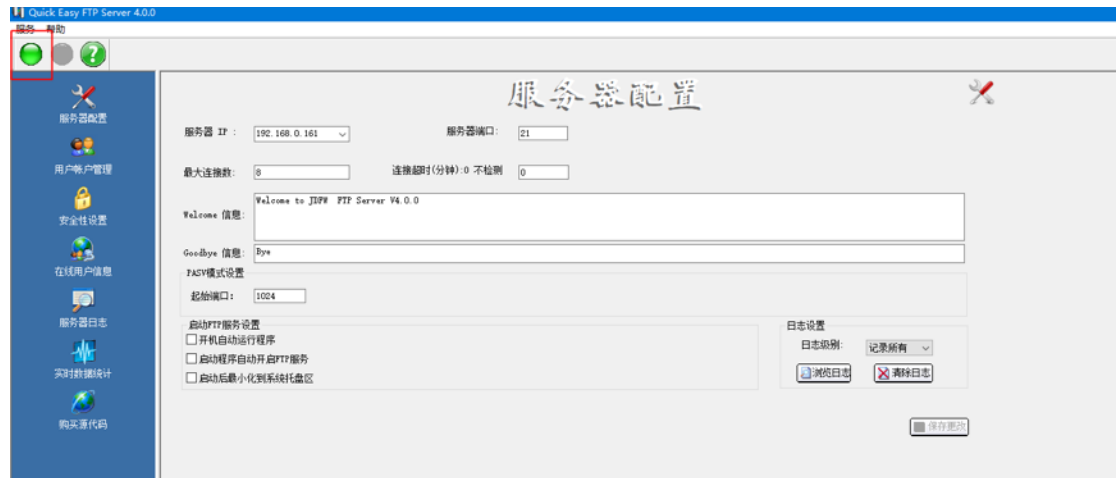 Quick Easy FTP Server 4.0.0
服务 帮助
服务器配置
服务器配置
服务器 IP : 192.168.0.161 服务器端口: 21
用户帐户管理
最大连接数: 8 连接超时(分钟):0 不检测 0
安全性设置
Welcome 信息: Welcome to JDFW FTP Server V4.0.0
Goodbye 信息: Bye
在线用户信息
PASV模式设置
起始端口: 1024
服务器日志
启动FTP服务设置
日志设置
开机自动运行程序
日志级别: 记录所有
启动程序自动开启FTP服务
实时数据统计
启动后最小化到系统托盘区
浏览日志 清除日志
购买源代码
保存更改